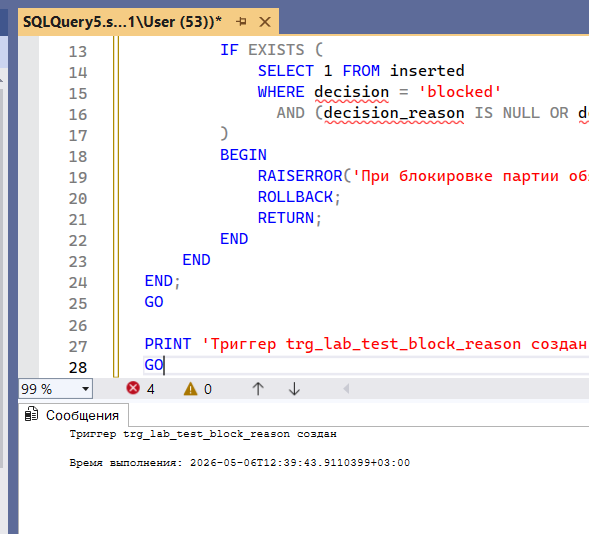 SQLQuery5.s...1\User (53))*
13 IF EXISTS (
14 SELECT 1 FROM inserted
15 WHERE decision = 'blocked'
16 AND (decision_reason IS NULL OR
17 )
18 BEGIN
19 RAISERROR('При блокировке партии
20 ROLLBACK;
21 RETURN;
22 END
23 END
24 END;
25 GO
26
27 PRINT 'Триггер trg_lab_test_block_reason создан
28 GO
99 % 4 0
Сообщения
Триггер trg_lab_test_block_reason создан
Время выполнения: 2026-05-06T12:39:43.9110399+03:00